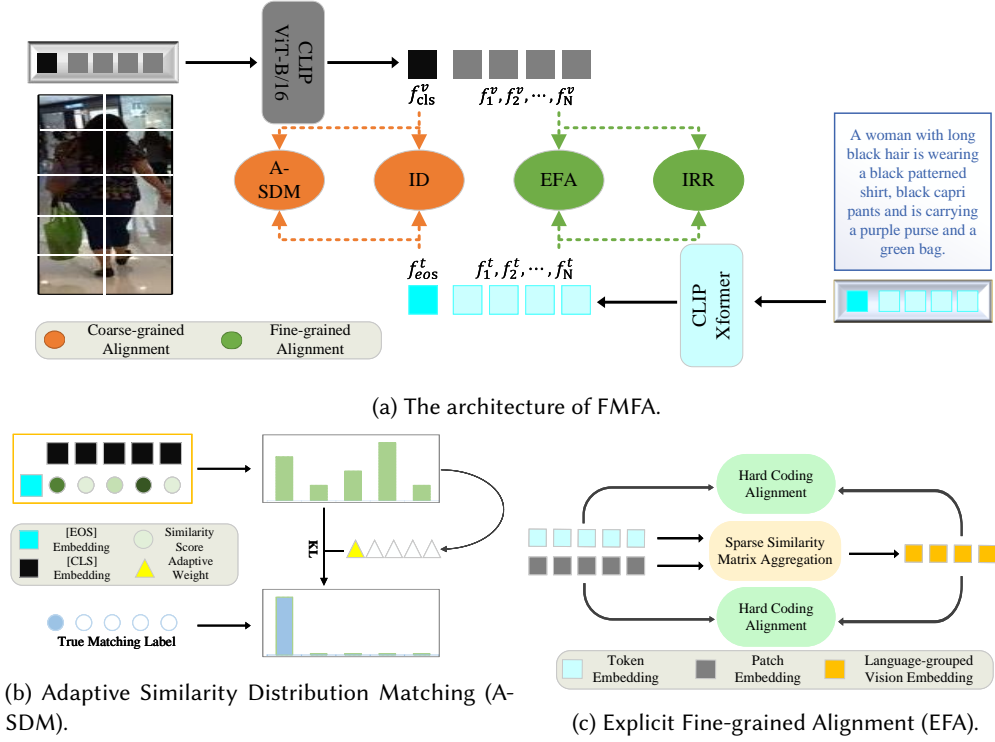 CLIP
ViT-B/16
f^v_cls
f^v_1, f^v_2, ⋯, f^v_N
A-
SDM
ID
EFA
IRR
f^t_eos
f^t_1, f^t_2, ⋯, f^t_N
CLIP
Xformer
A woman with long
black hair is wearing
a black patterned
shirt, black capri
pants and is carrying
a purple purse and a
green bag.
Coarse-grained
Alignment
Fine-grained
Alignment
(a) The architecture of FMFA.
[EOS]
Embedding
Similarity
Score
[CLS]
Embedding
Adaptive
Weight
KL
True Matching Label
(b) Adaptive Similarity Distribution Matching (A-
SDM).
Hard Coding
Alignment
Sparse Similarity
Matrix Aggregation
Hard Coding
Alignment
Token
Embedding
Patch
Embedding
Language-grouped
Vision Embedding
(c) Explicit Fine-grained Alignment (EFA).